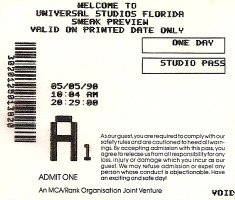 WELCOME TO
UNIVERSAL STUDIOS FLORIDA
SNEAK PREVIEW
VALID ON PRINTED DATE ONLY
ONE DAY
STUDIO PASS
05/05/90
10:04 AM
20:29:00
A1
ADMIT ONE
As our guest, you are required to comply with our
safety rules and are cautioned to heed all warn-
ings. By accepting admission with this pass, you
agree to release us from all responsibility for any
loss, injury or damage which you incur as our
guest. We may refuse admission or expel any
person whose conduct is objectionable. Have
an exciting and safe day!
An MCA/Rank Organisation Joint Venture
VOID